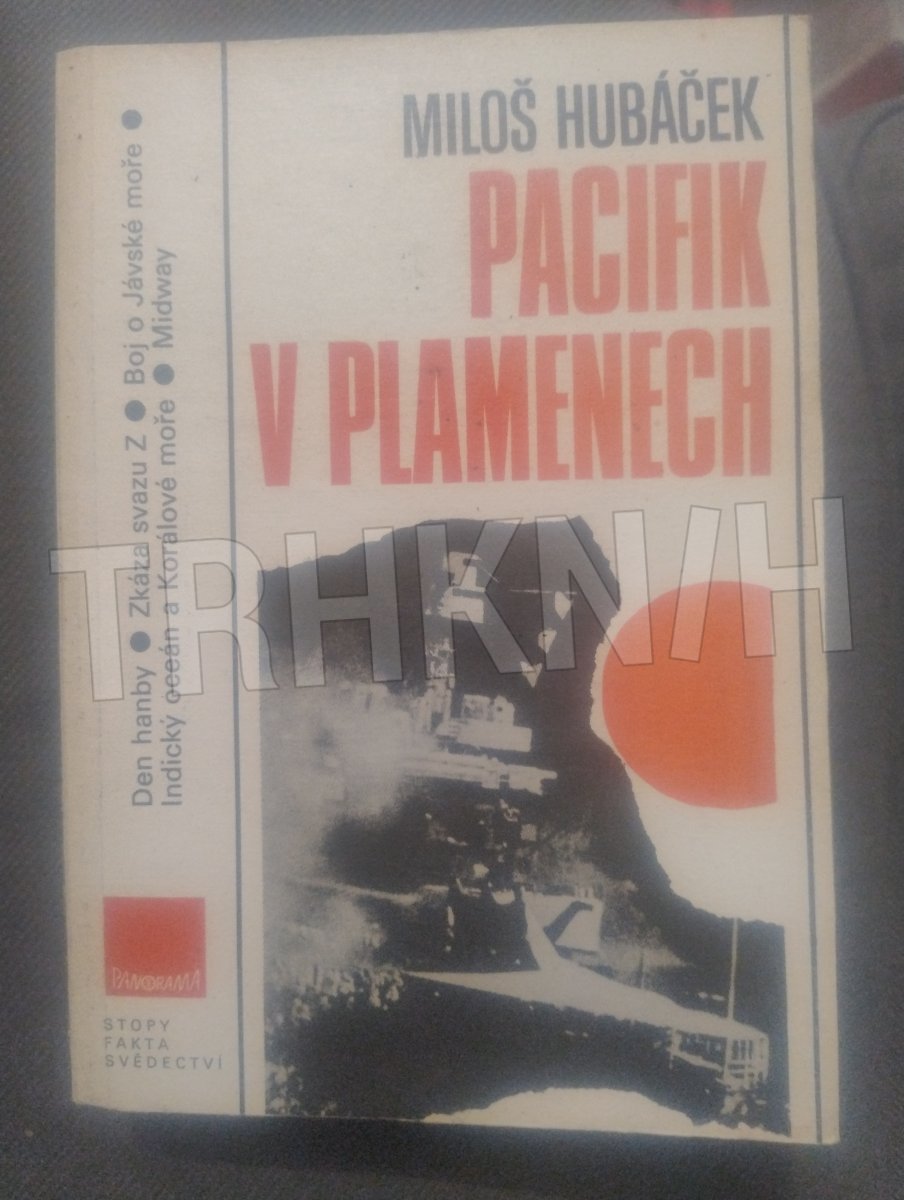 MILOŠ HUBÁČEK
PACIFIK
V PLAMENECH
Den hanby ● Zkáza svazu Z ● Boj o Jávské moře ●
Indický oceán a Korálové moře ● Midway
TRHKNIH
PANORAMA
STOPY
FAKTA
SVĚDECTVÍ